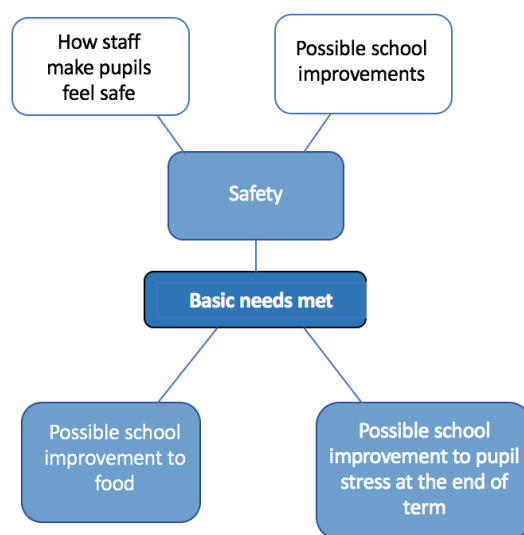 How staff
make pupils
feel safe
Possible school
improvements
Safety
Basic needs met
Possible school
improvement to
food
Possible school
improvement to pupil
stress at the end of
term